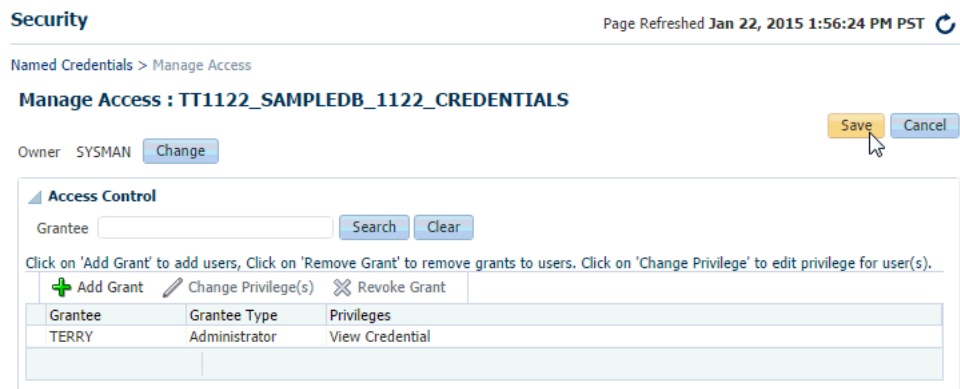 Security
Page Refreshed Jan 22, 2015 1:56:24 PM PST
Named Credentials > Manage Access
Manage Access : TT1122_SAMPLEDB_1122_CREDENTIALS
Save Cancel
Owner SYSMAN Change
Access Control
Grantee Search Clear
Click on 'Add Grant' to add users, Click on 'Remove Grant' to remove grants to users. Click on 'Change Privilege' to edit privilege for user(s).
Add Grant Change Privilege(s) Revoke Grant
Grantee Grantee Type Privileges
TERRY Administrator View Credential